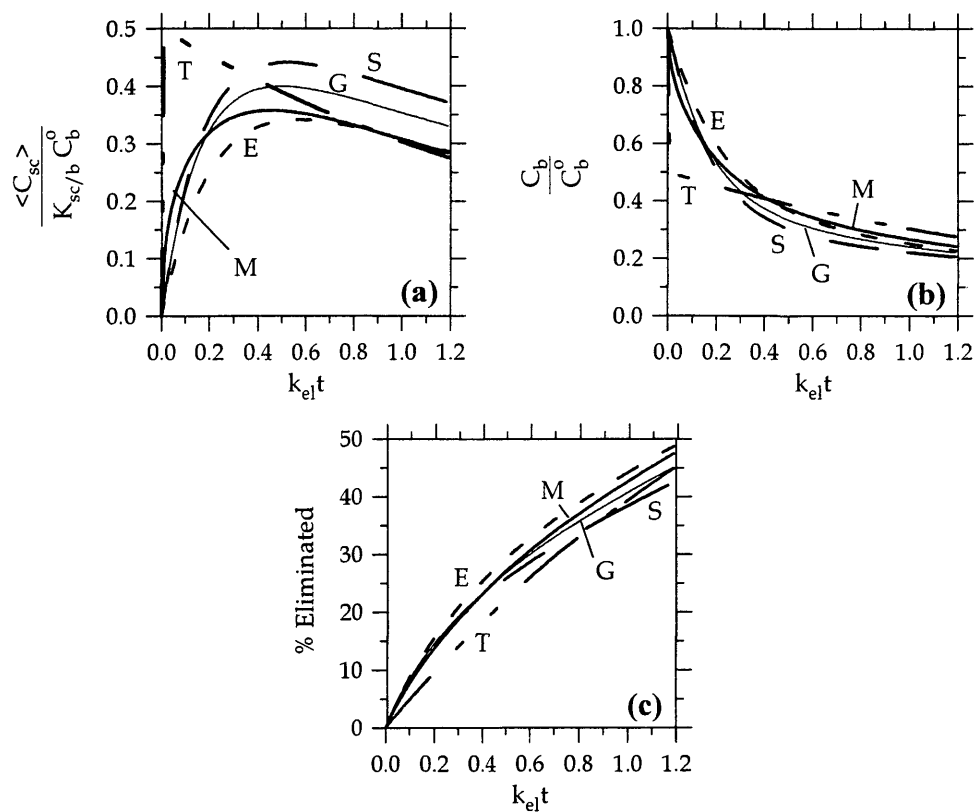 0.5
0.4
0.3
0.2
0.1
0.0
<C_sc>
K_sc/b C_b^o
T
S
G
E
M
(a)
0.0 0.2 0.4 0.6 0.8 1.0 1.2
k_el t
1.0
0.8
0.6
0.4
0.2
0.0
C_b
C_b^o
E
T
M
S
G
(b)
0.0 0.2 0.4 0.6 0.8 1.0 1.2
k_el t
50
40
30
20
10
0
% Eliminated
M
E
S
G
T
(c)
0.0 0.2 0.4 0.6 0.8 1.0 1.2
k_el t